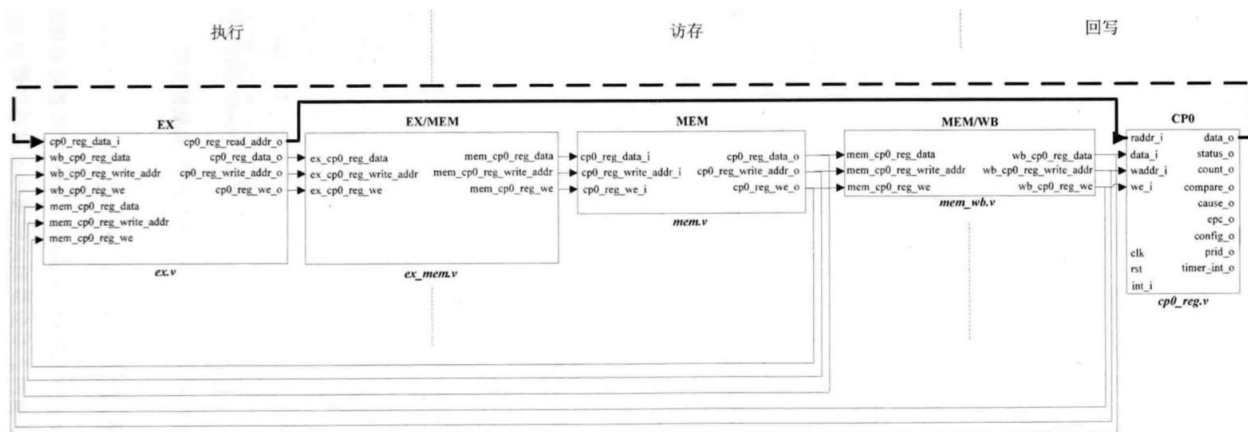 执行
访存
回写
EX
cp0_reg_data_i
cp0_reg_read_addr_o
wb_cp0_reg_data
cp0_reg_data_o
wb_cp0_reg_write_addr
cp0_reg_write_addr_o
wb_cp0_reg_we
cp0_reg_we_o
mem_cp0_reg_data
mem_cp0_reg_write_addr
mem_cp0_reg_we
ex.v
EX/MEM
ex_cp0_reg_data
mem_cp0_reg_data
ex_cp0_reg_write_addr
mem_cp0_reg_write_addr
ex_cp0_reg_we
mem_cp0_reg_we
ex_mem.v
MEM
cp0_reg_data_i
cp0_reg_data_o
cp0_reg_write_addr_i
cp0_reg_write_addr_o
cp0_reg_we_i
cp0_reg_we_o
mem.v
MEM/WB
mem_cp0_reg_data
wb_cp0_reg_data
mem_cp0_reg_write_addr
wb_cp0_reg_write_addr
mem_cp0_reg_we
wb_cp0_reg_we
mem_wb.v
CP0
raddr_i
data_o
data_i
status_o
waddr_i
count_o
we_i
compare_o
cause_o
epc_o
config_o
clk
prid_o
rst
timer_int_o
int_i
cp0_reg.v